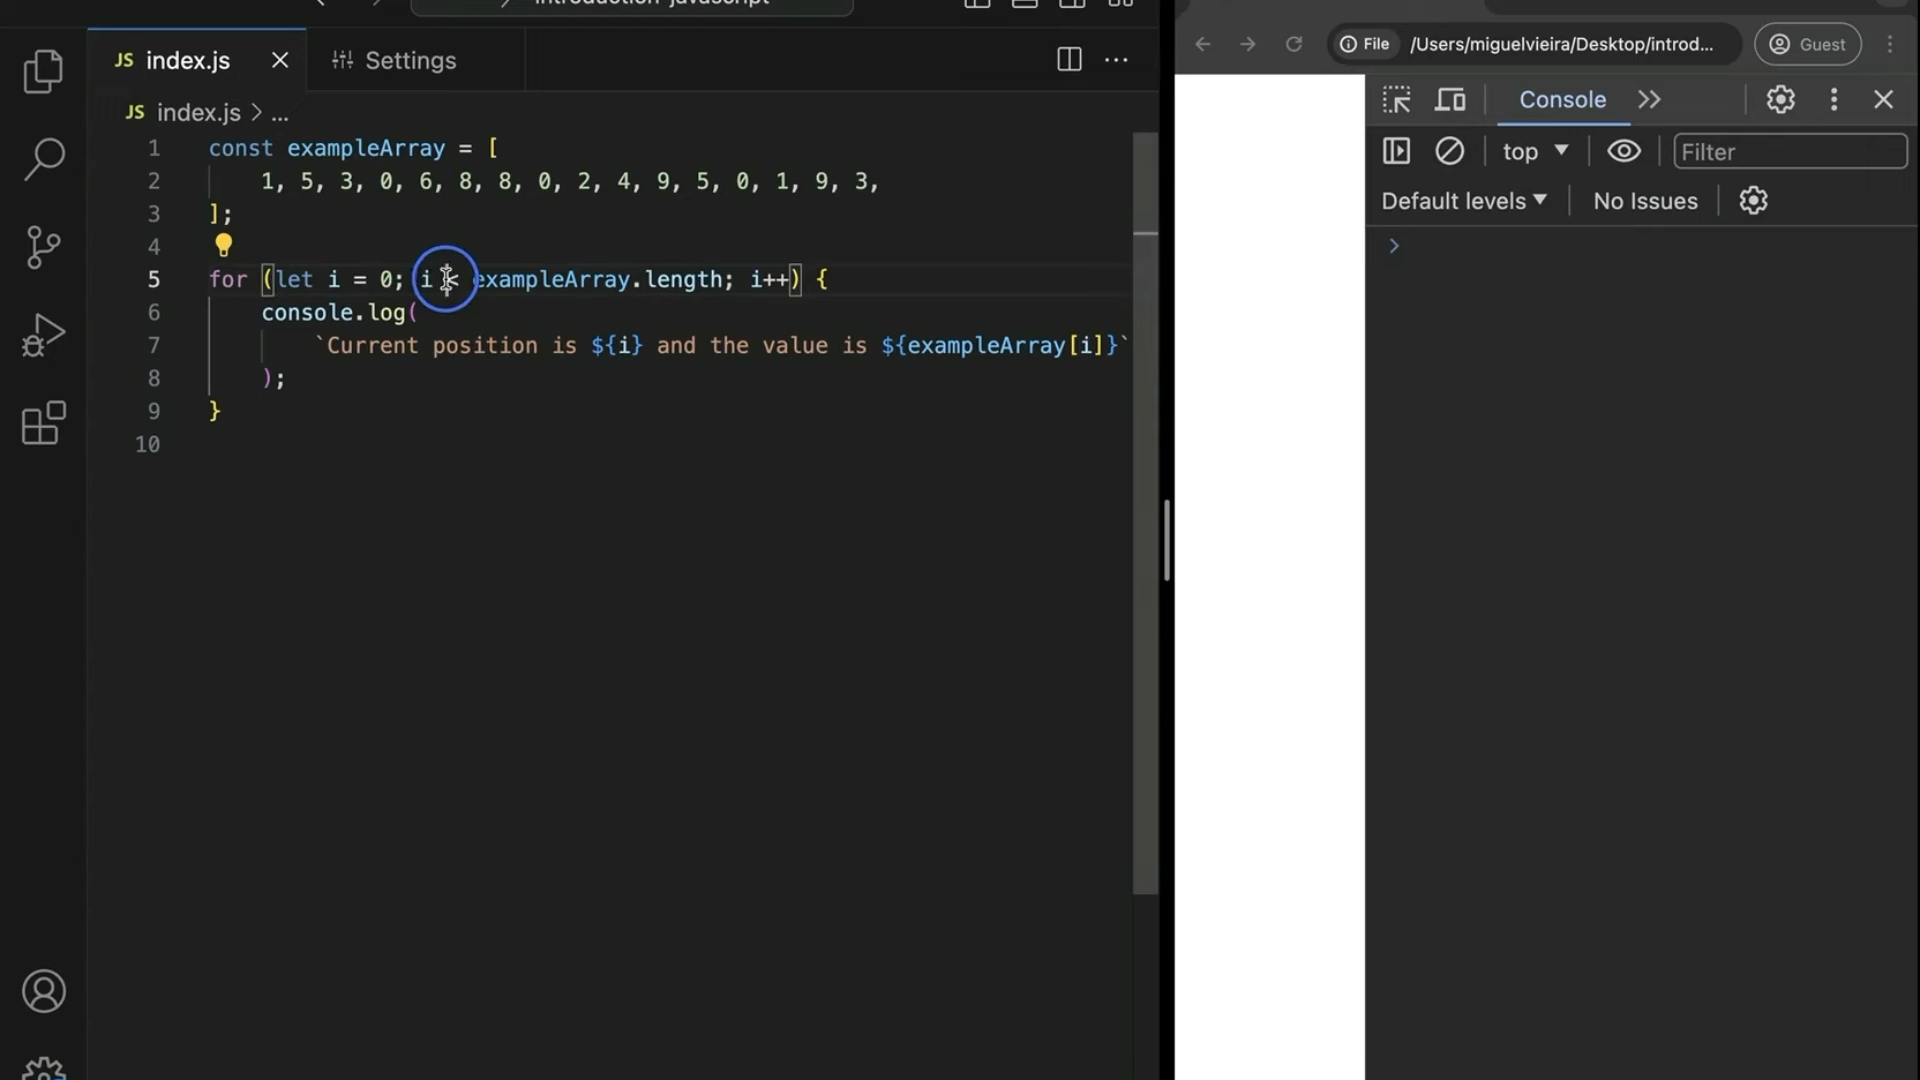 introduction-javascript
JS index.js
Settings
JS index.js > ...
1 const exampleArray = [
2 1, 5, 3, 0, 6, 8, 8, 0, 2, 4, 9, 5, 0, 1, 9, 3,
3 ];
4
5 for (let i = 0; i < exampleArray.length; i++) {
6 console.log(
7 `Current position is ${i} and the value is ${exampleArray[i]}`
8 );
9 }
10
File /Users/miguelvieira/Desktop/introd... Guest
Console
top Filter
Default levels No Issues